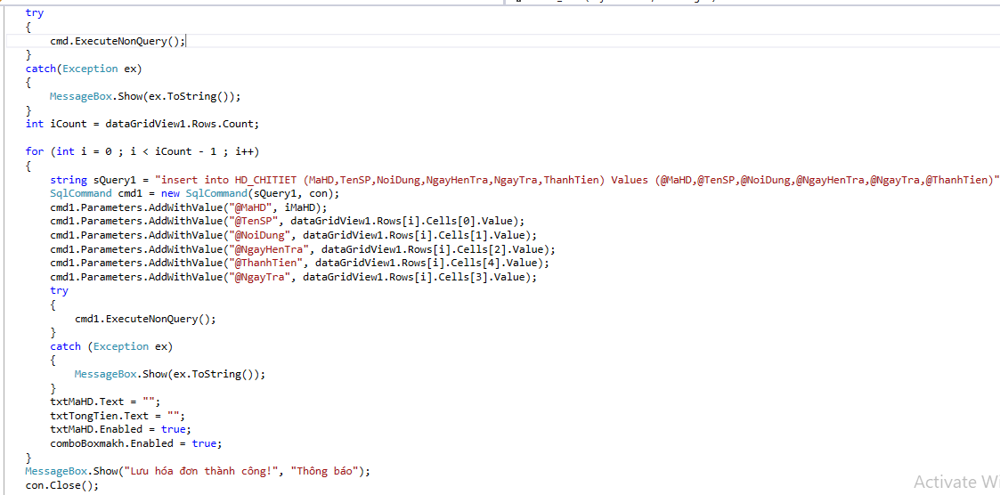 try
{
cmd.ExecuteNonQuery();
}
catch(Exception ex)
{
MessageBox.Show(ex.ToString());
}
int iCount = dataGridView1.Rows.Count;
for (int i = 0 ; i < iCount - 1 ; i++)
{
string sQuery1 = "insert into HD_CHITIET (MaHD,TenSP,NoiDung,NgayHenTra,NgayTra,ThanhTien) Values (@MaHD,@TenSP,@NoiDung,@NgayHenTra,@NgayTra,@ThanhTien)"
SqlCommand cmd1 = new SqlCommand(sQuery1, con);
cmd1.Parameters.AddWithValue("@MaHD", iMaHD);
cmd1.Parameters.AddWithValue("@TenSP", dataGridView1.Rows[i].Cells[0].Value);
cmd1.Parameters.AddWithValue("@NoiDung", dataGridView1.Rows[i].Cells[1].Value);
cmd1.Parameters.AddWithValue("@NgayHenTra", dataGridView1.Rows[i].Cells[2].Value);
cmd1.Parameters.AddWithValue("@ThanhTien", dataGridView1.Rows[i].Cells[4].Value);
cmd1.Parameters.AddWithValue("@NgayTra", dataGridView1.Rows[i].Cells[3].Value);
try
{
cmd1.ExecuteNonQuery();
}
catch (Exception ex)
{
MessageBox.Show(ex.ToString());
}
txtMaHD.Text = "";
txtTongTien.Text = "";
txtMaHD.Enabled = true;
comboBoxmakh.Enabled = true;
}
MessageBox.Show("Lưu hóa đơn thành công!", "Thông báo");
con.Close();
Activate Wi